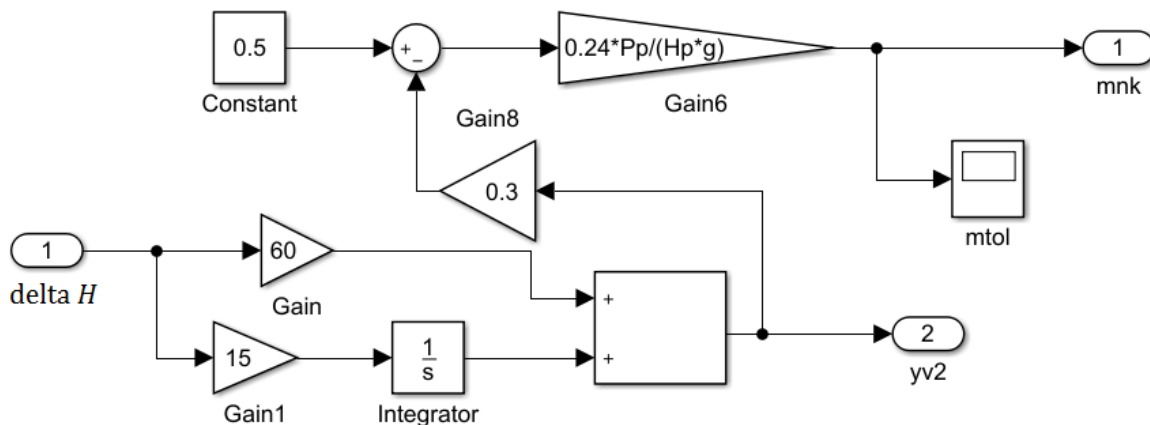 0.5
Constant
+
−
0.24*Pp/(Hp*g)
Gain6
1
mnk
Gain8
0.3
mtol
1
delta H
60
Gain
15
Gain1
1
s
Integrator
+
+
2
yv2